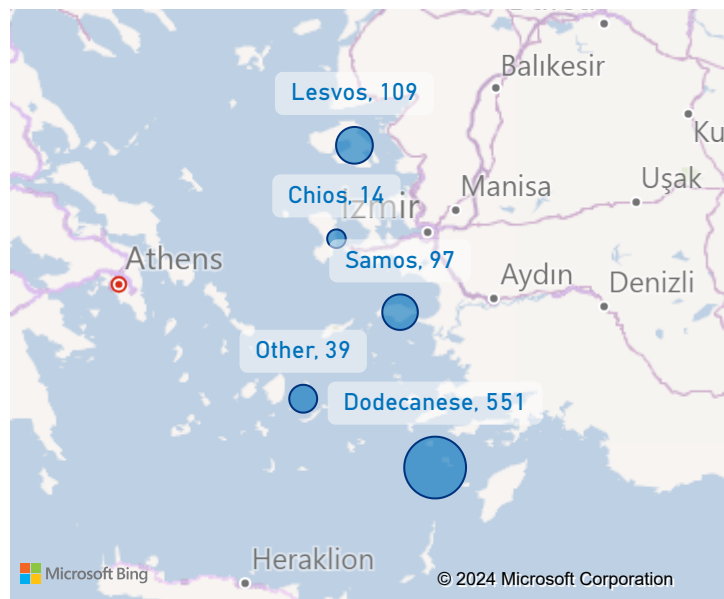 Balıkesir
Lesvos, 109
Ku
Uşak
Manisa
Chios, 14
İzmir
Samos, 97
Athens
Aydın
Denizli
Other, 39
Dodecanese, 551
Heraklion
Microsoft Bing
© 2024 Microsoft Corporation